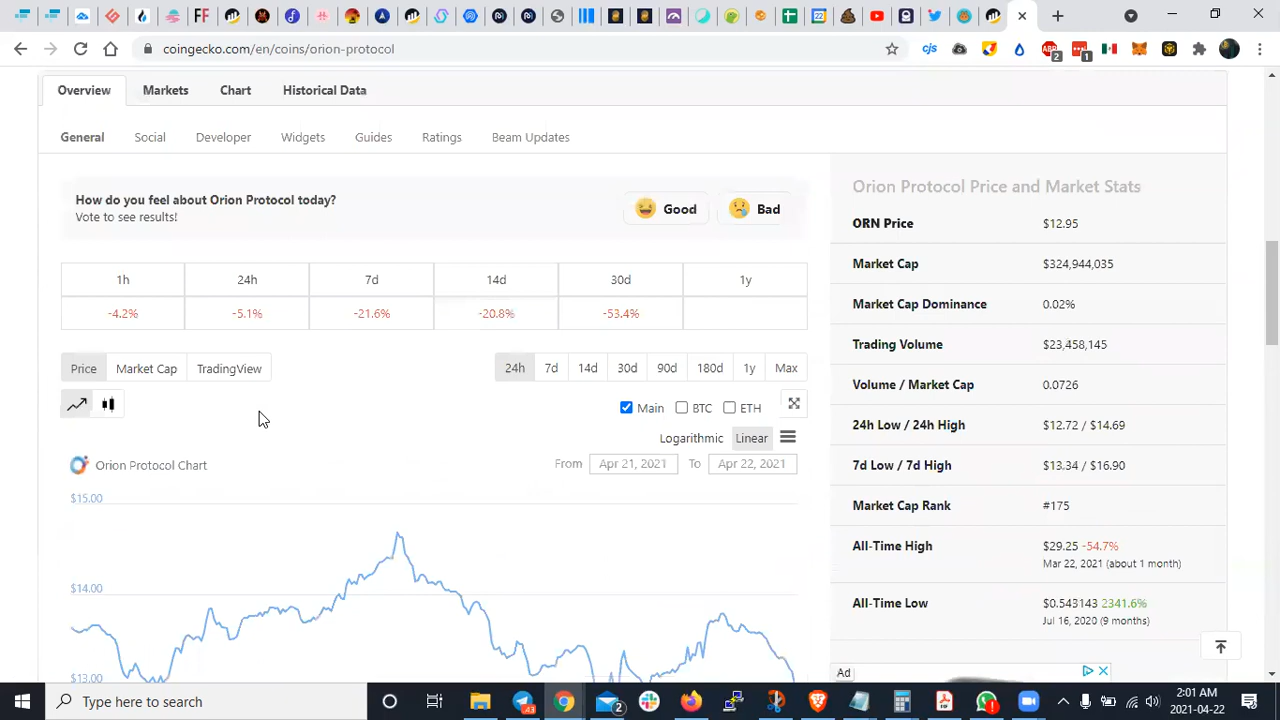 coingecko.com/en/coins/orion-protocol
Overview Markets Chart Historical Data
General Social Developer Widgets Guides Ratings Beam Updates
How do you feel about Orion Protocol today?
Vote to see results!
Good Bad
1h 24h 7d 14d 30d 1y
-4.2% -5.1% -21.6% -20.8% -53.4%
Price Market Cap TradingView
24h 7d 14d 30d 90d 180d 1y Max
Main BTC ETH
Logarithmic Linear
Orion Protocol Chart
From Apr 21, 2021 To Apr 22, 2021
$15.00
$14.00
$13.00
Orion Protocol Price and Market Stats
ORN Price $12.95
Market Cap $324,944,035
Market Cap Dominance 0.02%
Trading Volume $23,458,145
Volume / Market Cap 0.0726
24h Low / 24h High $12.72 / $14.69
7d Low / 7d High $13.34 / $16.90
Market Cap Rank #175
All-Time High $29.25 -54.7%
Mar 22, 2021 (about 1 month)
All-Time Low $0.543143 2341.6%
Jul 16, 2020 (9 months)
Ad
Type here to search
2:01 AM
2021-04-22